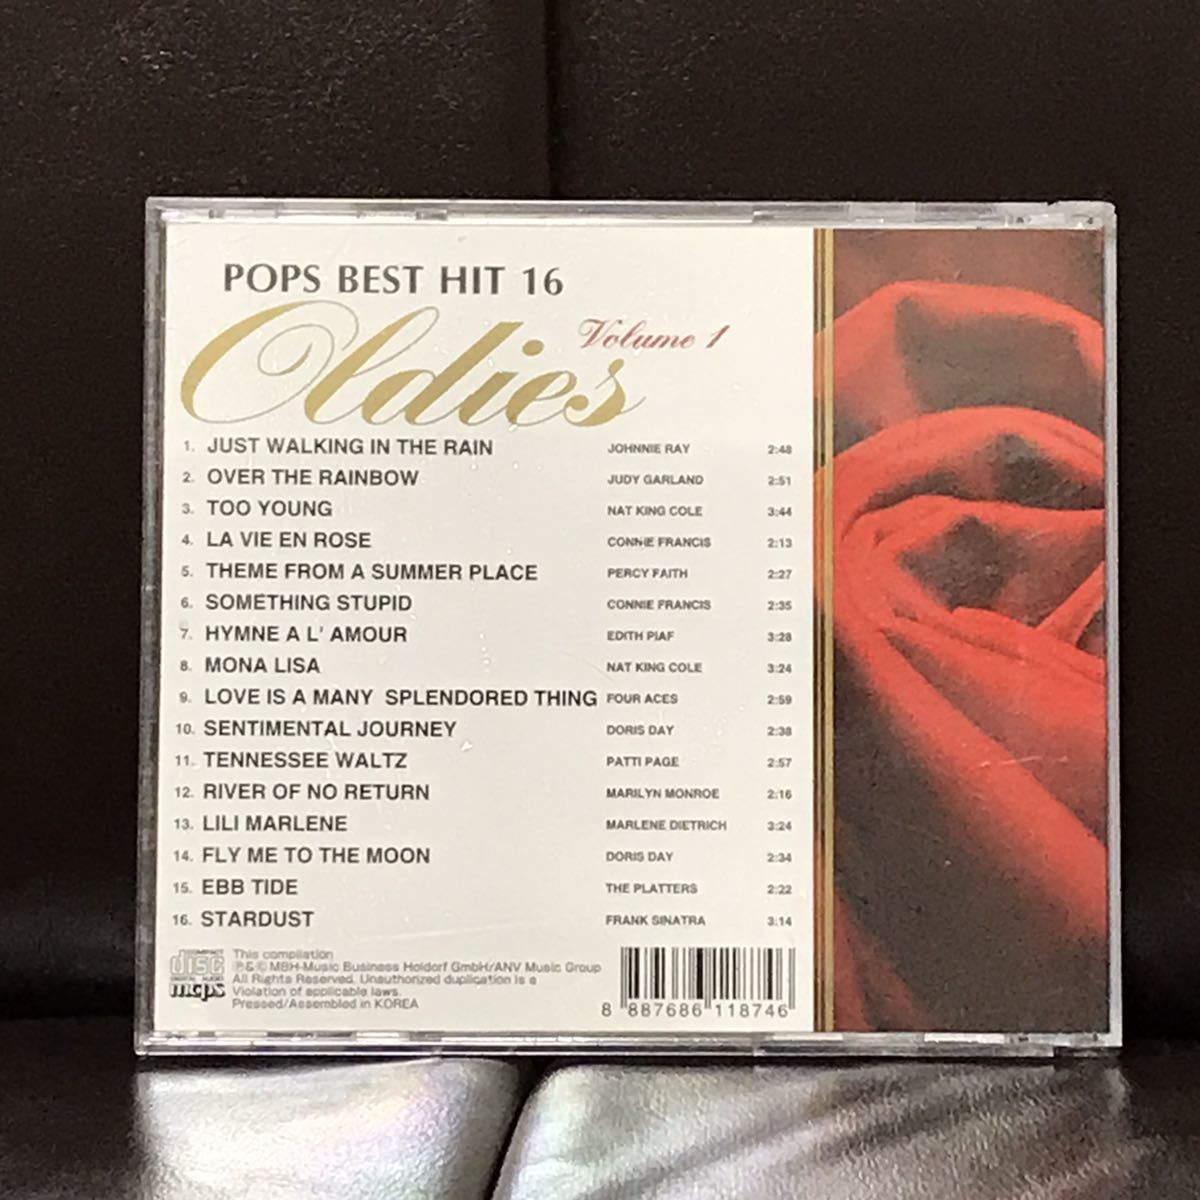 POPS BEST HIT 16
Oldies Volume 1
1. JUST WALKING IN THE RAIN JOHNNIE RAY 2:48
2. OVER THE RAINBOW JUDY GARLAND 2:51
3. TOO YOUNG NAT KING COLE 3:44
4. LA VIE EN ROSE CONNIE FRANCIS 2:13
5. THEME FROM A SUMMER PLACE PERCY FAITH 2:27
6. SOMETHING STUPID CONNIE FRANCIS 2:35
7. HYMNE A L' AMOUR EDITH PIAF 3:28
8. MONA LISA NAT KING COLE 3:24
9. LOVE IS A MANY SPLENDORED THING FOUR ACES 2:59
10. SENTIMENTAL JOURNEY DORIS DAY 2:38
11. TENNESSEE WALTZ PATTI PAGE 2:57
12. RIVER OF NO RETURN MARILYN MONROE 2:16
13. LILI MARLENE MARLENE DIETRICH 3:24
14. FLY ME TO THE MOON DORIS DAY 2:34
15. EBB TIDE THE PLATTERS 2:22
16. STARDUST FRANK SINATRA 3:14
COMPACT
disc
DIGITAL AUDIO
mcps
This compilation
℗&© MBH-Music Business Holdorf GmbH/ANV Music Group
All Rights Reserved. Unauthorized duplication is a
Violation of applicable laws.
Pressed/Assembled in KOREA
8 887686 118746